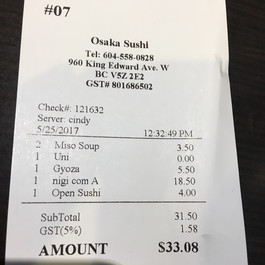 #07
Osaka Sushi
Tel: 604-558-0828
960 King Edward Ave. W
BC V5Z 2E2
GST# 801686502
Check#: 121632
Server: cindy
5/25/2017 12:32:49 PM
2 Miso Soup 3.50
1 Uni 0.00
1 Gyoza 5.50
1 nigi com A 18.50
1 Open Sushi 4.00
SubTotal 31.50
GST(5%) 1.58
AMOUNT $33.08